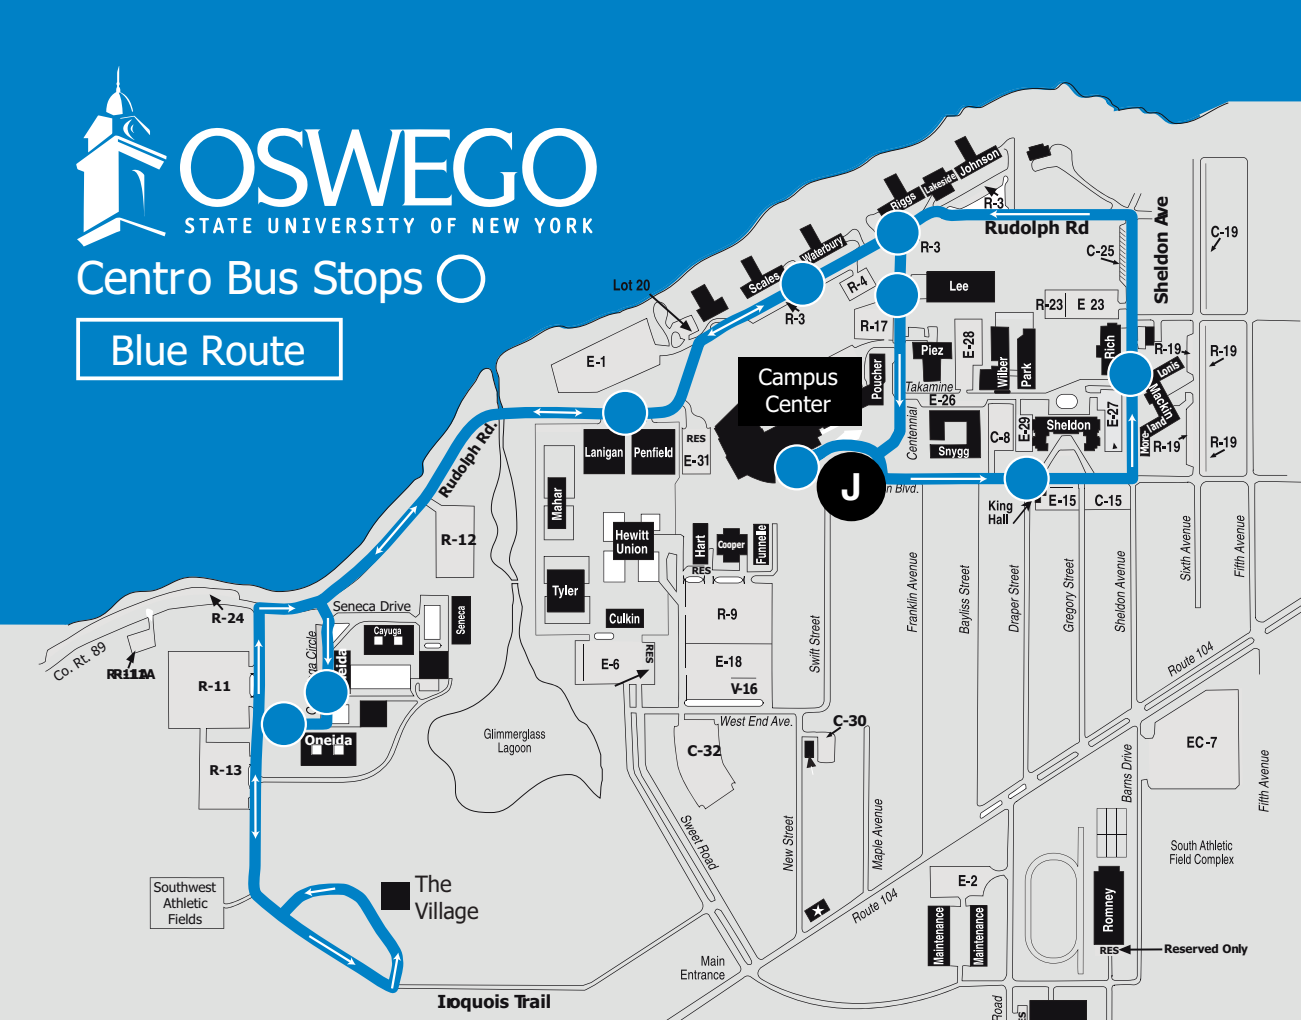 OSWEGO
STATE UNIVERSITY OF NEW YORK
Centro Bus Stops
Blue Route
Johnson
Lakeside
Riggs
R-3
Rudolph Rd
Sheldon Ave
C-19
R-3
C-25
Waterbury
Scales
Lot 20
R-4
Lee
R-23
E 23
R-3
R-17
E-28
Piez
Wilber
Park
Rich
R-19
R-19
Lonis
E-1
Campus
Center
Poucher
Takamine
E-26
Mackin
More
land
E-27
Centennial
C-8
E-29
Sheldon
Snygg
R-19
R-19
RES
E-31
Lanigan
Penfield
Rudolph Rd.
J
n Blvd.
King
Hall
E-15
C-15
Mahar
R-12
Hewitt
Union
Hart
Cooper
Funnelle
RES
Franklin Avenue
Bayliss Street
Draper Street
Gregory Street
Sheldon Avenue
Sixth Avenue
Fifth Avenue
Tyler
Culkin
R-9
Swift Street
R-24
Seneca Drive
Seneca
Cayuga
Co. Rt. 89
R-11
E-6
RES
E-18
V-16
Route 104
West End Ave.
C-30
Oneida
R-13
Glimmerglass
Lagoon
C-32
EC-7
Barns Drive
Fifth Avenue
Sweet Road
New Street
Maple Avenue
South Athletic
Field Complex
Southwest
Athletic
Fields
The
Village
E-2
Route 104
Maintenance
Maintenance
Romney
RES
Reserved Only
Main
Entrance
Iroquois Trail
Road